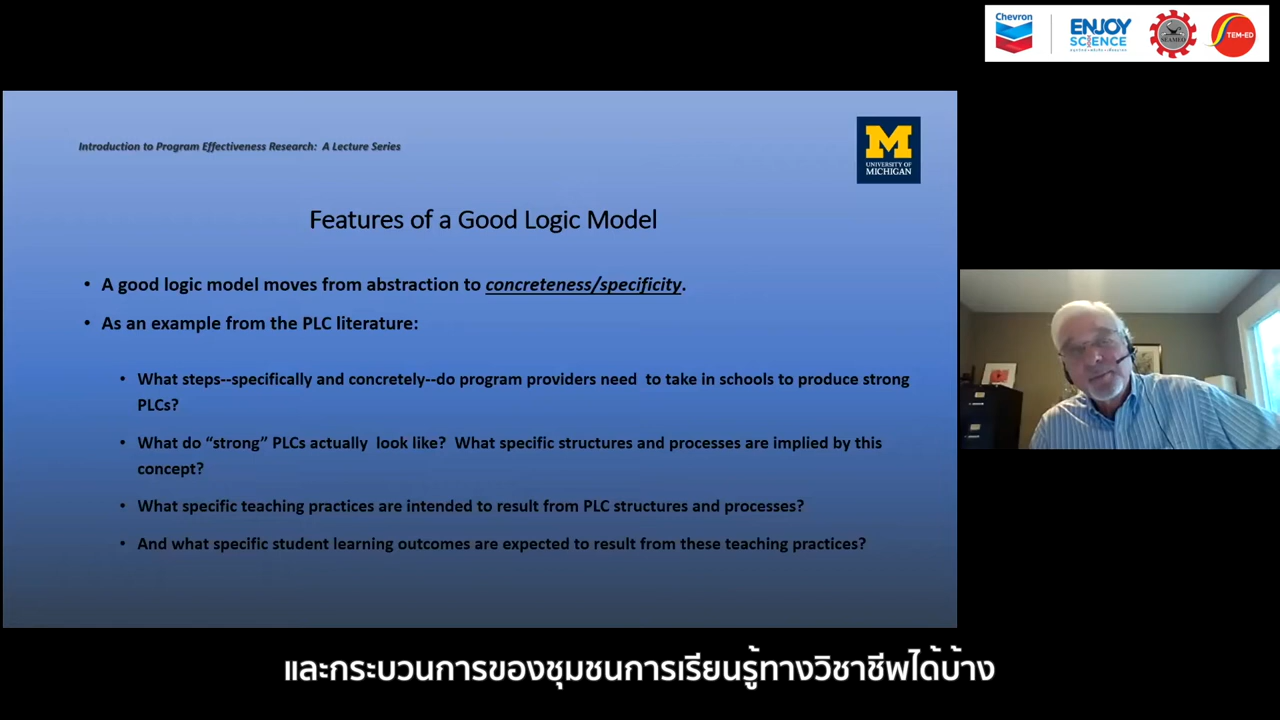 Chevron
ENJOY
SCIENCE
SEAMEO
STEM-ED
Introduction to Program Effectiveness Research: A Lecture Series
M
UNIVERSITY OF
MICHIGAN
Features of a Good Logic Model
• A good logic model moves from abstraction to concreteness/specificity.
• As an example from the PLC literature:
• What steps--specifically and concretely--do program providers need to take in schools to produce strong
PLCs?
• What do “strong” PLCs actually look like? What specific structures and processes are implied by this
concept?
• What specific teaching practices are intended to result from PLC structures and processes?
• And what specific student learning outcomes are expected to result from these teaching practices?
และกระบวนการของชุมชนการเรียนรู้ทางวิชาชีพได้บ้าง